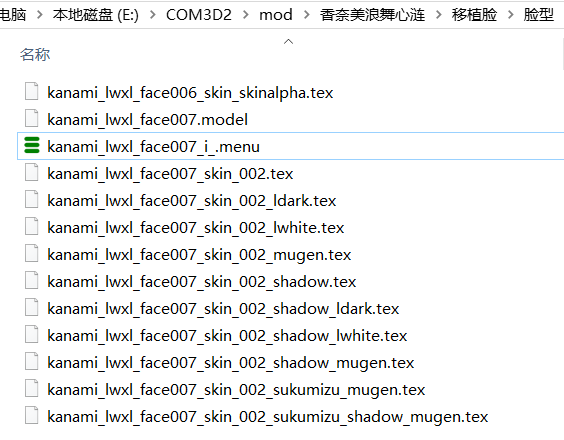 电脑 > 本地磁盘 (E:) > COM3D2 > mod > 香奈美浪舞心涟 > 移植脸 > 脸型
名称
kanami_lwxl_face006_skin_skinalpha.tex
kanami_lwxl_face007.model
kanami_lwxl_face007_i_.menu
kanami_lwxl_face007_skin_002.tex
kanami_lwxl_face007_skin_002_ldark.tex
kanami_lwxl_face007_skin_002_lwhite.tex
kanami_lwxl_face007_skin_002_mugen.tex
kanami_lwxl_face007_skin_002_shadow.tex
kanami_lwxl_face007_skin_002_shadow_ldark.tex
kanami_lwxl_face007_skin_002_shadow_lwhite.tex
kanami_lwxl_face007_skin_002_shadow_mugen.tex
kanami_lwxl_face007_skin_002_sukumizu_mugen.tex
kanami_lwxl_face007_skin_002_sukumizu_shadow_mugen.tex